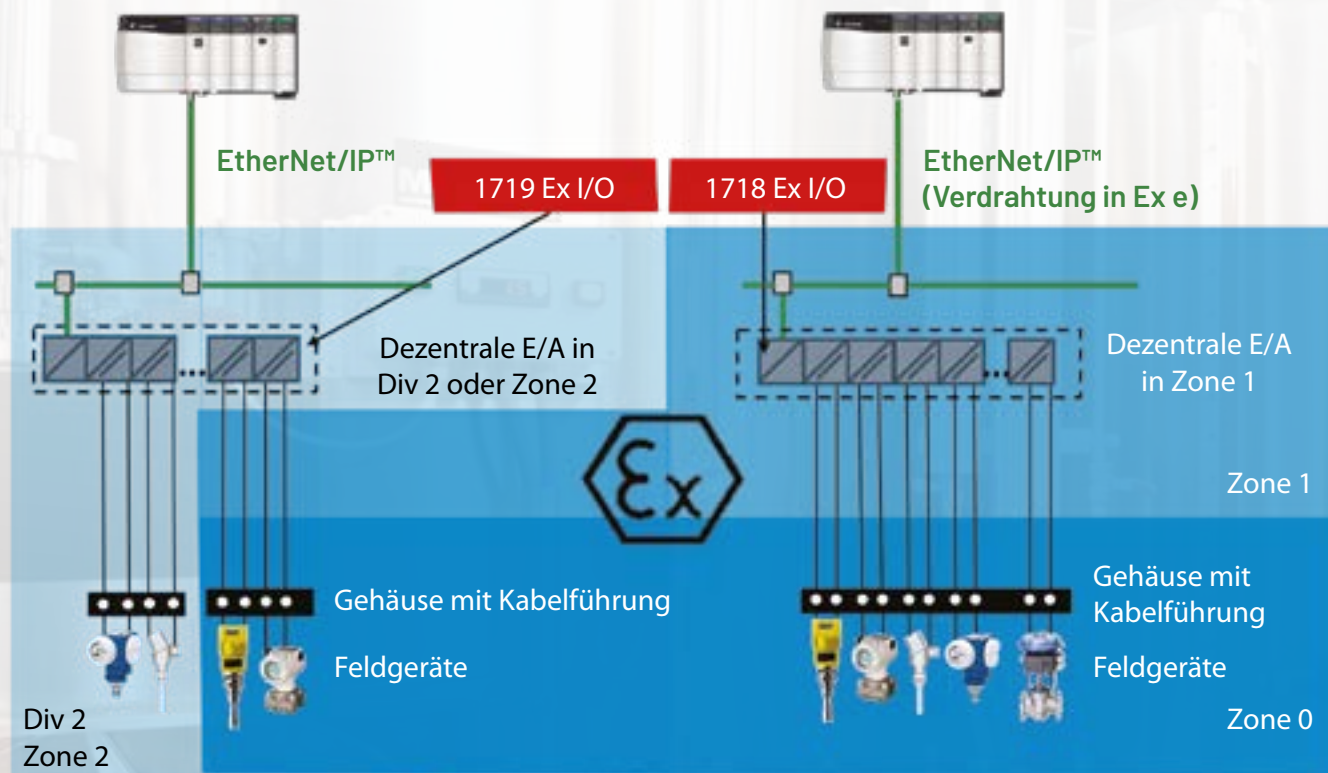 EtherNet/IP™
1719 Ex I/O
1718 Ex I/O
EtherNet/IP™
(Verdrahtung in Ex e)
Dezentrale E/A in
Div 2 oder Zone 2
Dezentrale E/A
in Zone 1
Zone 1
Ex
Gehäuse mit Kabelführung
Feldgeräte
Gehäuse mit
Kabelführung
Feldgeräte
Div 2
Zone 2
Zone 0